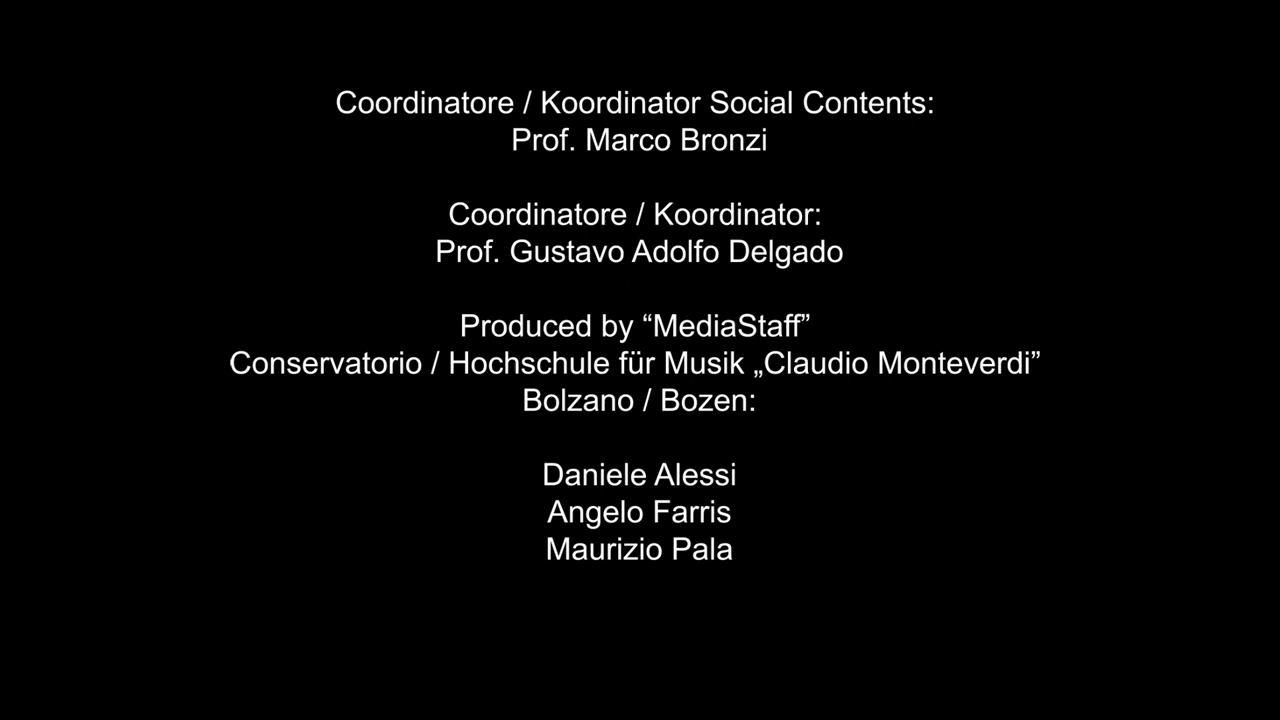 Coordinatore / Koordinator Social Contents:
Prof. Marco Bronzi
Coordinatore / Koordinator:
Prof. Gustavo Adolfo Delgado
Produced by “MediaStaff”
Conservatorio / Hochschule für Musik „Claudio Monteverdi”
Bolzano / Bozen:
Daniele Alessi
Angelo Farris
Maurizio Pala